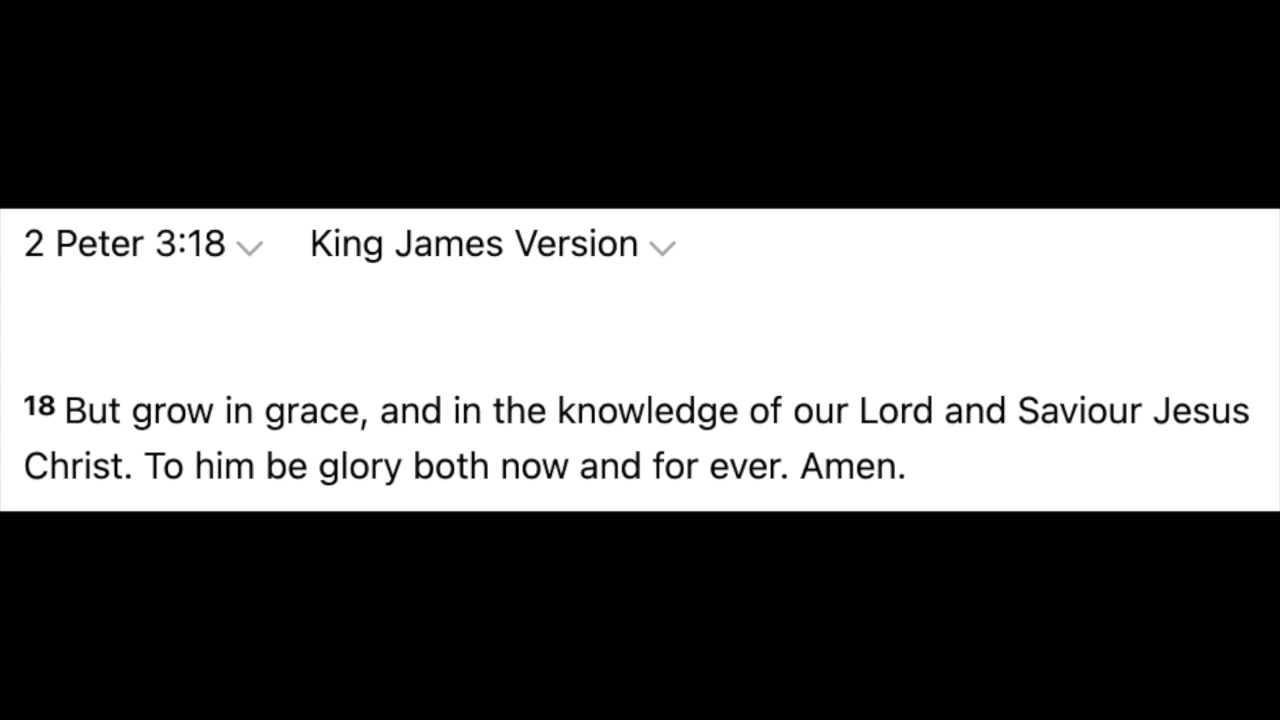 2 Peter 3:18 King James Version
18 But grow in grace, and in the knowledge of our Lord and Saviour Jesus
Christ. To him be glory both now and for ever. Amen.